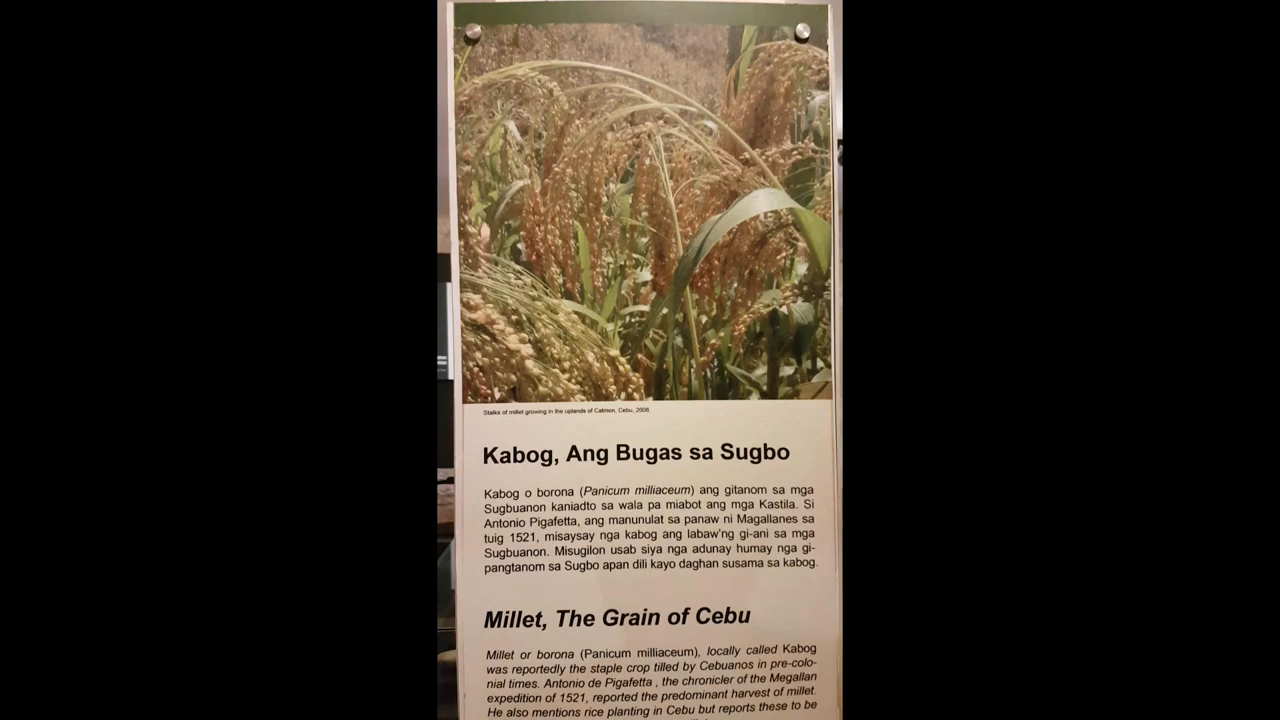 Stalks of millet growing in the uplands of Catmon, Cebu, 2008.
Kabog, Ang Bugas sa Sugbo
Kabog o borona (Panicum milliaceum) ang gitanom sa mga
Sugbuanon kaniadto sa wala pa miabot ang mga Kastila. Si
Antonio Pigafetta, ang manunulat sa panaw ni Magallanes sa
tuig 1521, misaysay nga kabog ang labaw'ng gi-ani sa mga
Sugbuanon. Misugilon usab siya nga adunay humay nga gi-
pangtanom sa Sugbo apan dili kayo daghan susama sa kabog.
Millet, The Grain of Cebu
Millet or borona (Panicum milliaceum), locally called Kabog
was reportedly the staple crop tilled by Cebuanos in pre-colo-
nial times. Antonio de Pigafetta , the chronicler of the Megallan
expedition of 1521, reported the predominant harvest of millet.
He also mentions rice planting in Cebu but reports these to be